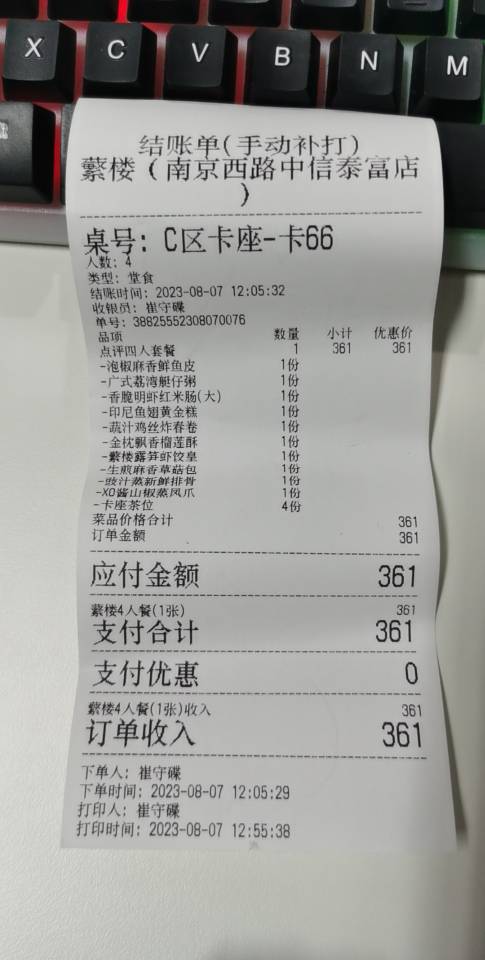 X C V B N M
结账单(手动补打)
蘩楼（南京西路中信泰富店
）
桌号: C区卡座-卡66
人数: 4
类型: 堂食
结账时间: 2023-08-07 12:05:32
收银员: 崔守碟
单号: 38825552308070076
品项 数量 小计 优惠价
点评四人套餐 1 361 361
-泡椒麻香鲜鱼皮 1份
-广式荔湾艇仔粥 1份
-香脆明虾红米肠(大) 1份
-印尼鱼翅黄金糕 1份
-蔬汁鸡丝炸春卷 1份
-金枕飘香榴莲酥 1份
-蘩楼露笋虾饺皇 1份
-生煎麻香草菇包 1份
-豉汁蒸新鲜排骨 1份
-XO酱山椒蒸凤爪 1份
-卡座茶位 4份
菜品价格合计 361
订单金额 361
应付金额 361
蘩楼4人餐(1张) 361
支付合计 361
支付优惠 0
蘩楼4人餐(1张)收入 361
订单收入 361
下单人: 崔守碟
下单时间: 2023-08-07 12:05:29
打印人: 崔守碟
打印时间: 2023-08-07 12:55:38